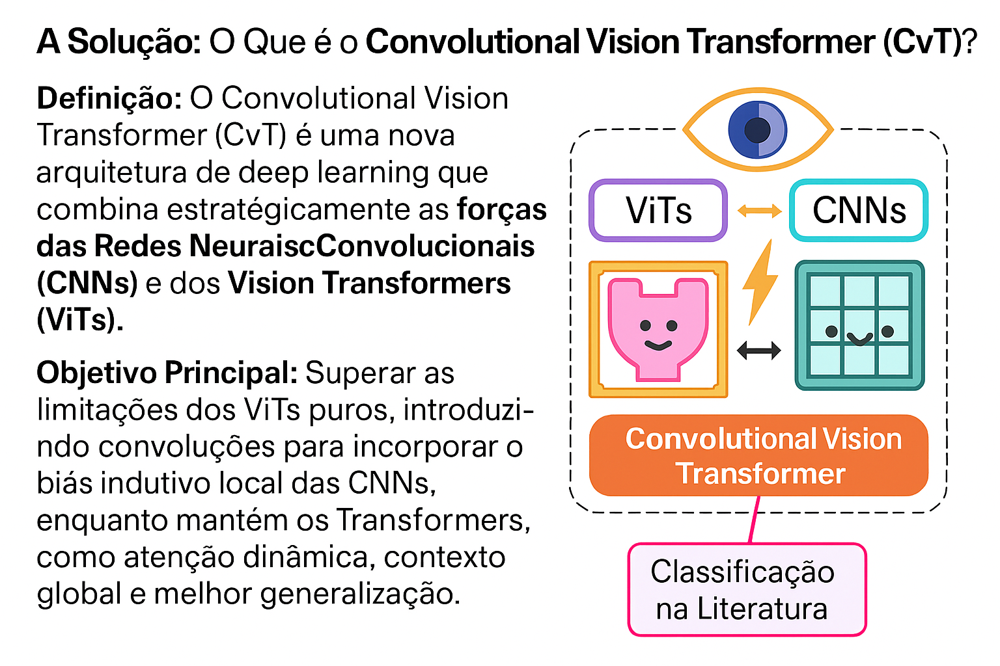 A Solução: O Que é o Convolutional Vision Transformer (CvT)?
Definição: O Convolutional Vision
Transformer (CvT) é uma nova
arquitetura de deep learning que
combina estratégicamente as forças
das Redes NeuraiscConvolucionais
(CNNs) e dos Vision Transformers
(ViTs).
Objetivo Principal: Superar as
limitações dos ViTs puros, introduzi-
ndo convoluções para incorporar o
biás indutivo local das CNNs,
enquanto mantém os Transformers,
como atenção dinâmica, contexto
global e melhor generalização.
ViTs
CNNs
Convolutional Vision
Transformer
Classificação
na Literatura